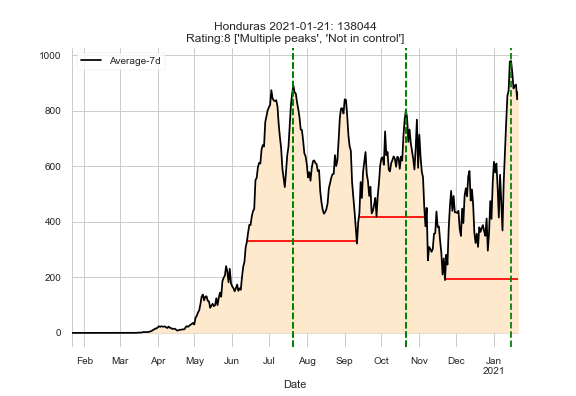 Honduras 2021-01-21: 138044
Rating:8 ['Multiple peaks', 'Not in control']
1000
Average-7d
800
600
400
200
0
Feb Mar Apr May Jun Jul Aug Sep Oct Nov Dec Jan
2021
Date